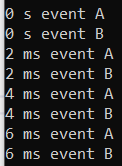 0 s event A
0 s event B
2 ms event A
2 ms event B
4 ms event A
4 ms event B
6 ms event A
6 ms event B